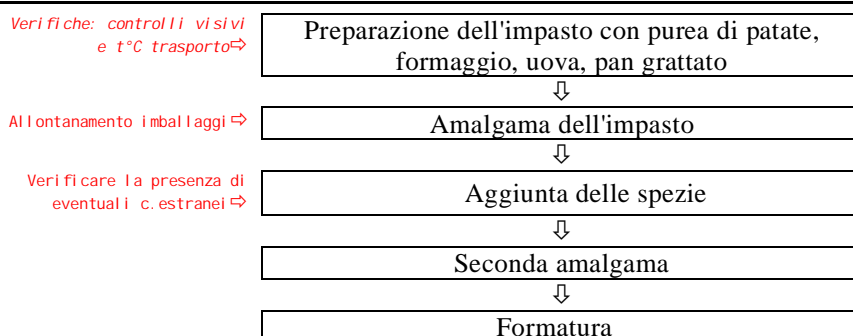 Verifiche: controlli visivi
e t°C trasporto⇨
Preparazione dell'impasto con purea di patate,
formaggio, uova, pan grattato
⇩
Allontanamento imballaggi⇨
Amalgama dell'impasto
⇩
Verificare la presenza di
eventuali c.estranei⇨
Aggiunta delle spezie
⇩
Seconda amalgama
⇩
Formatura